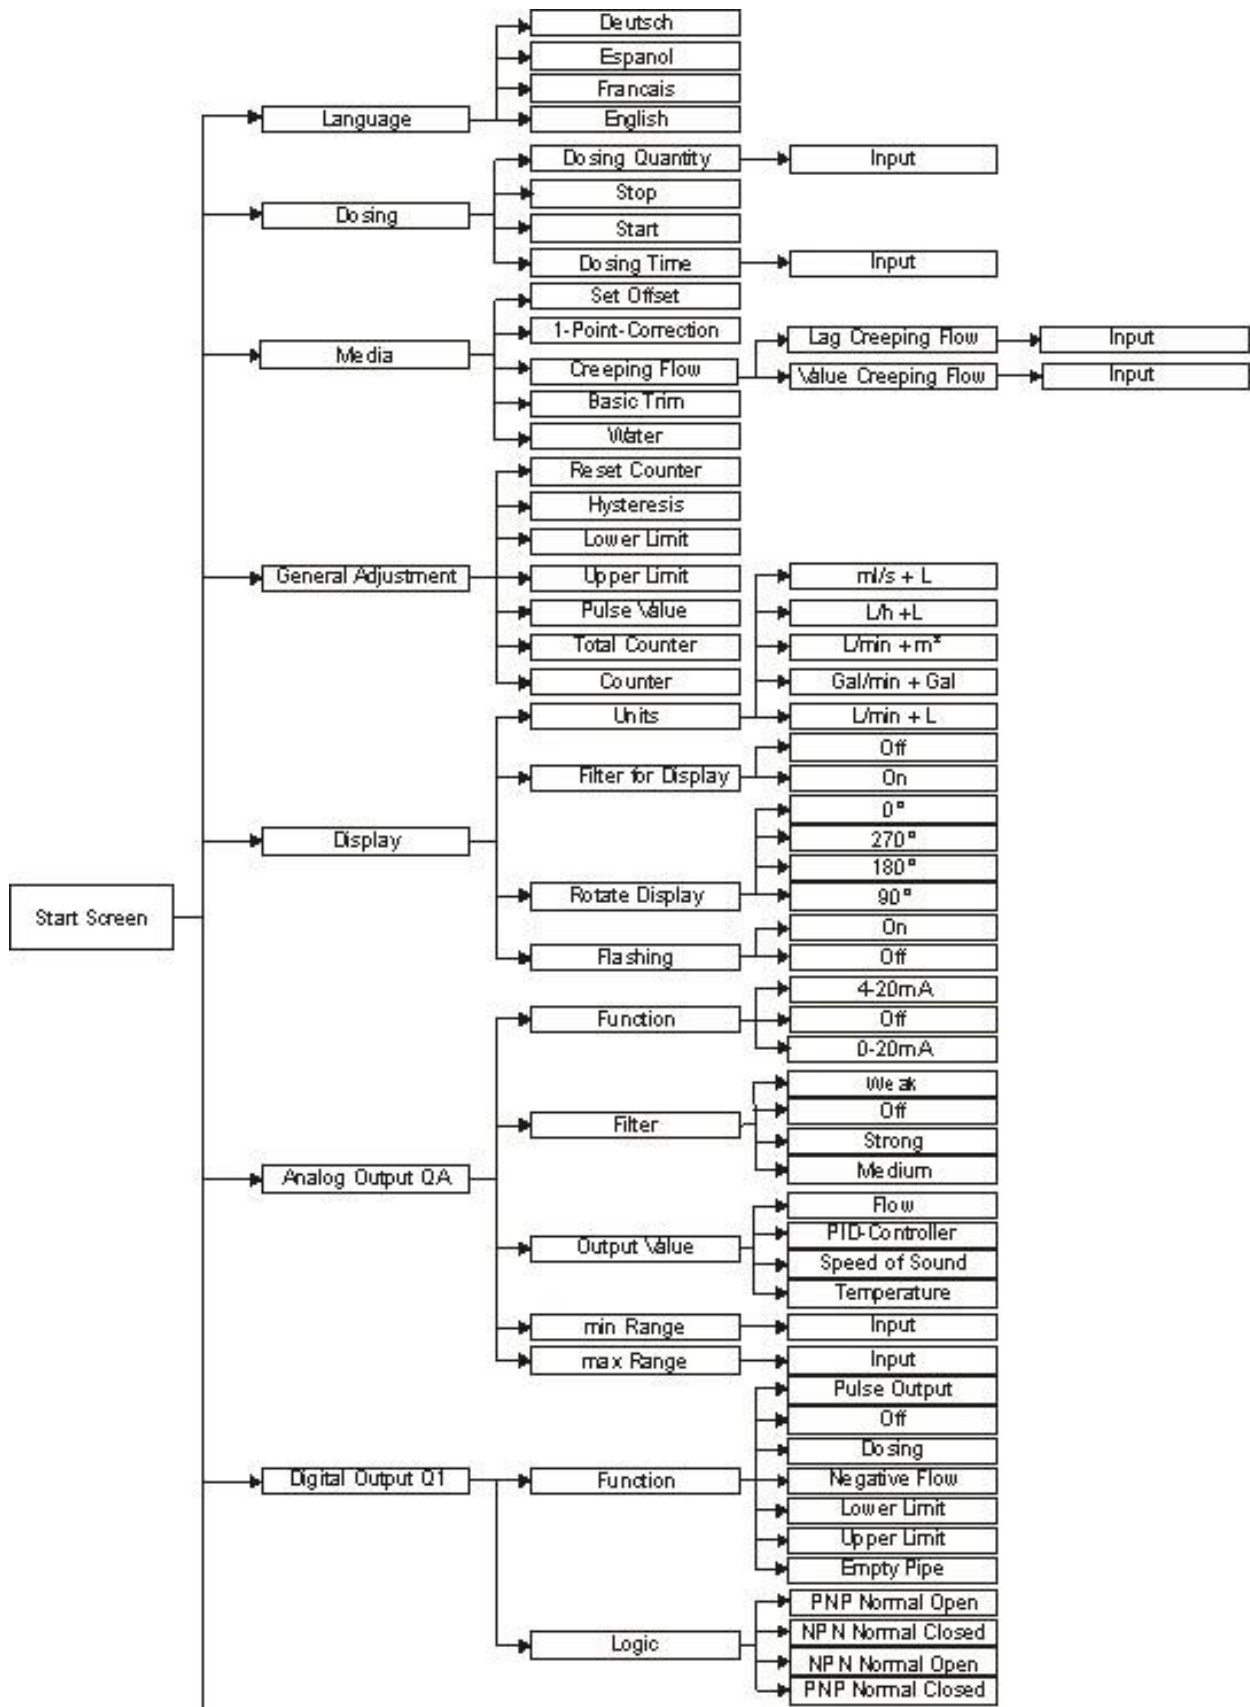 Deutsch
Espanol
Francais
Language
English
Dosing Quantity
Input
Stop
Dosing
Start
Dosing Time
Input
Set Offset
1-Point-Correction
Lag Creeping Flow
Input
Media
Creeping Flow
Value Creeping Flow
Input
Basic Trim
Water
Reset Counter
Hysteresis
Lower Limit
General Adjustment
Upper Limit
ml/s + L
Pulse Value
L/h +L
Total Counter
L/min + m³
Counter
Gal/min + Gal
Units
L/min + L
Off
Filter for Display
On
0°
Display
270°
180°
Rotate Display
90°
Start Screen
On
Flashing
Off
4-20mA
Function
Off
0-20mA
Weak
Off
Filter
Strong
Medium
Analog Output QA
Flow
PID-Controller
Output Value
Speed of Sound
Temperature
min Range
Input
max Range
Input
Pulse Output
Off
Dosing
Digital Output Q1
Function
Negative Flow
Lower Limit
Upper Limit
Empty Pipe
PNP Normal Open
NPN Normal Closed
Logic
NPN Normal Open
PNP Normal Closed